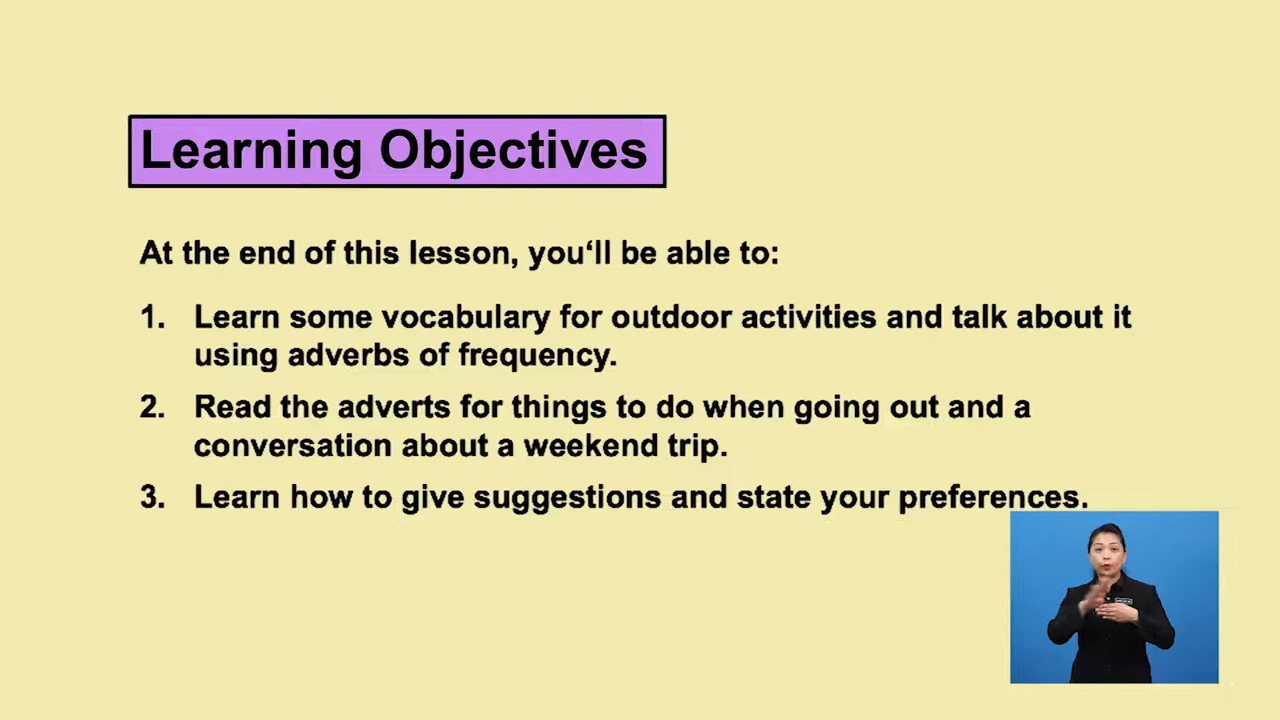 Learning Objectives
At the end of this lesson, you‘ll be able to:
1. Learn some vocabulary for outdoor activities and talk about it
using adverbs of frequency.
2. Read the adverts for things to do when going out and a
conversation about a weekend trip.
3. Learn how to give suggestions and state your preferences.